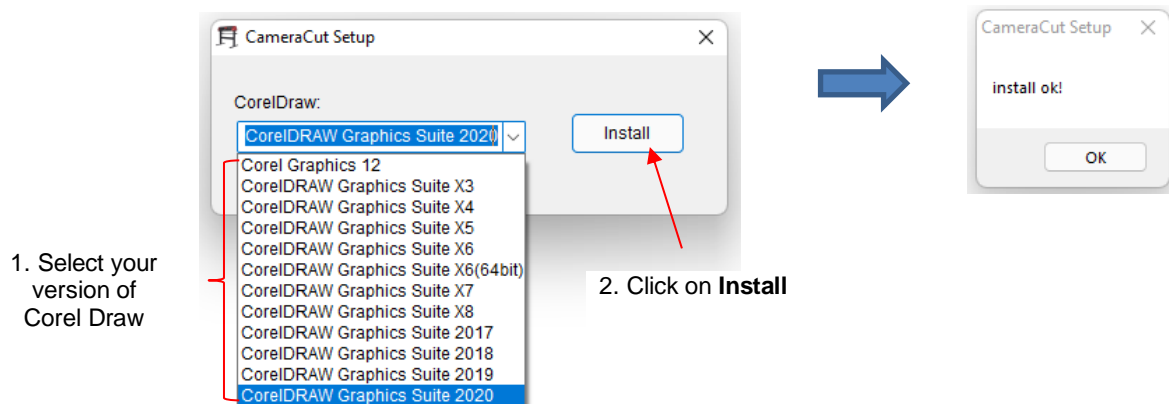 CameraCut Setup
CorelDraw:
CorelDRAW Graphics Suite 2020
Install
Corel Graphics 12
CorelDRAW Graphics Suite X3
CorelDRAW Graphics Suite X4
CorelDRAW Graphics Suite X5
CorelDRAW Graphics Suite X6
CorelDRAW Graphics Suite X6(64bit)
CorelDRAW Graphics Suite X7
CorelDRAW Graphics Suite X8
CorelDRAW Graphics Suite 2017
CorelDRAW Graphics Suite 2018
CorelDRAW Graphics Suite 2019
CorelDRAW Graphics Suite 2020
1. Select your
version of
Corel Draw
2. Click on Install
CameraCut Setup
install ok!
OK